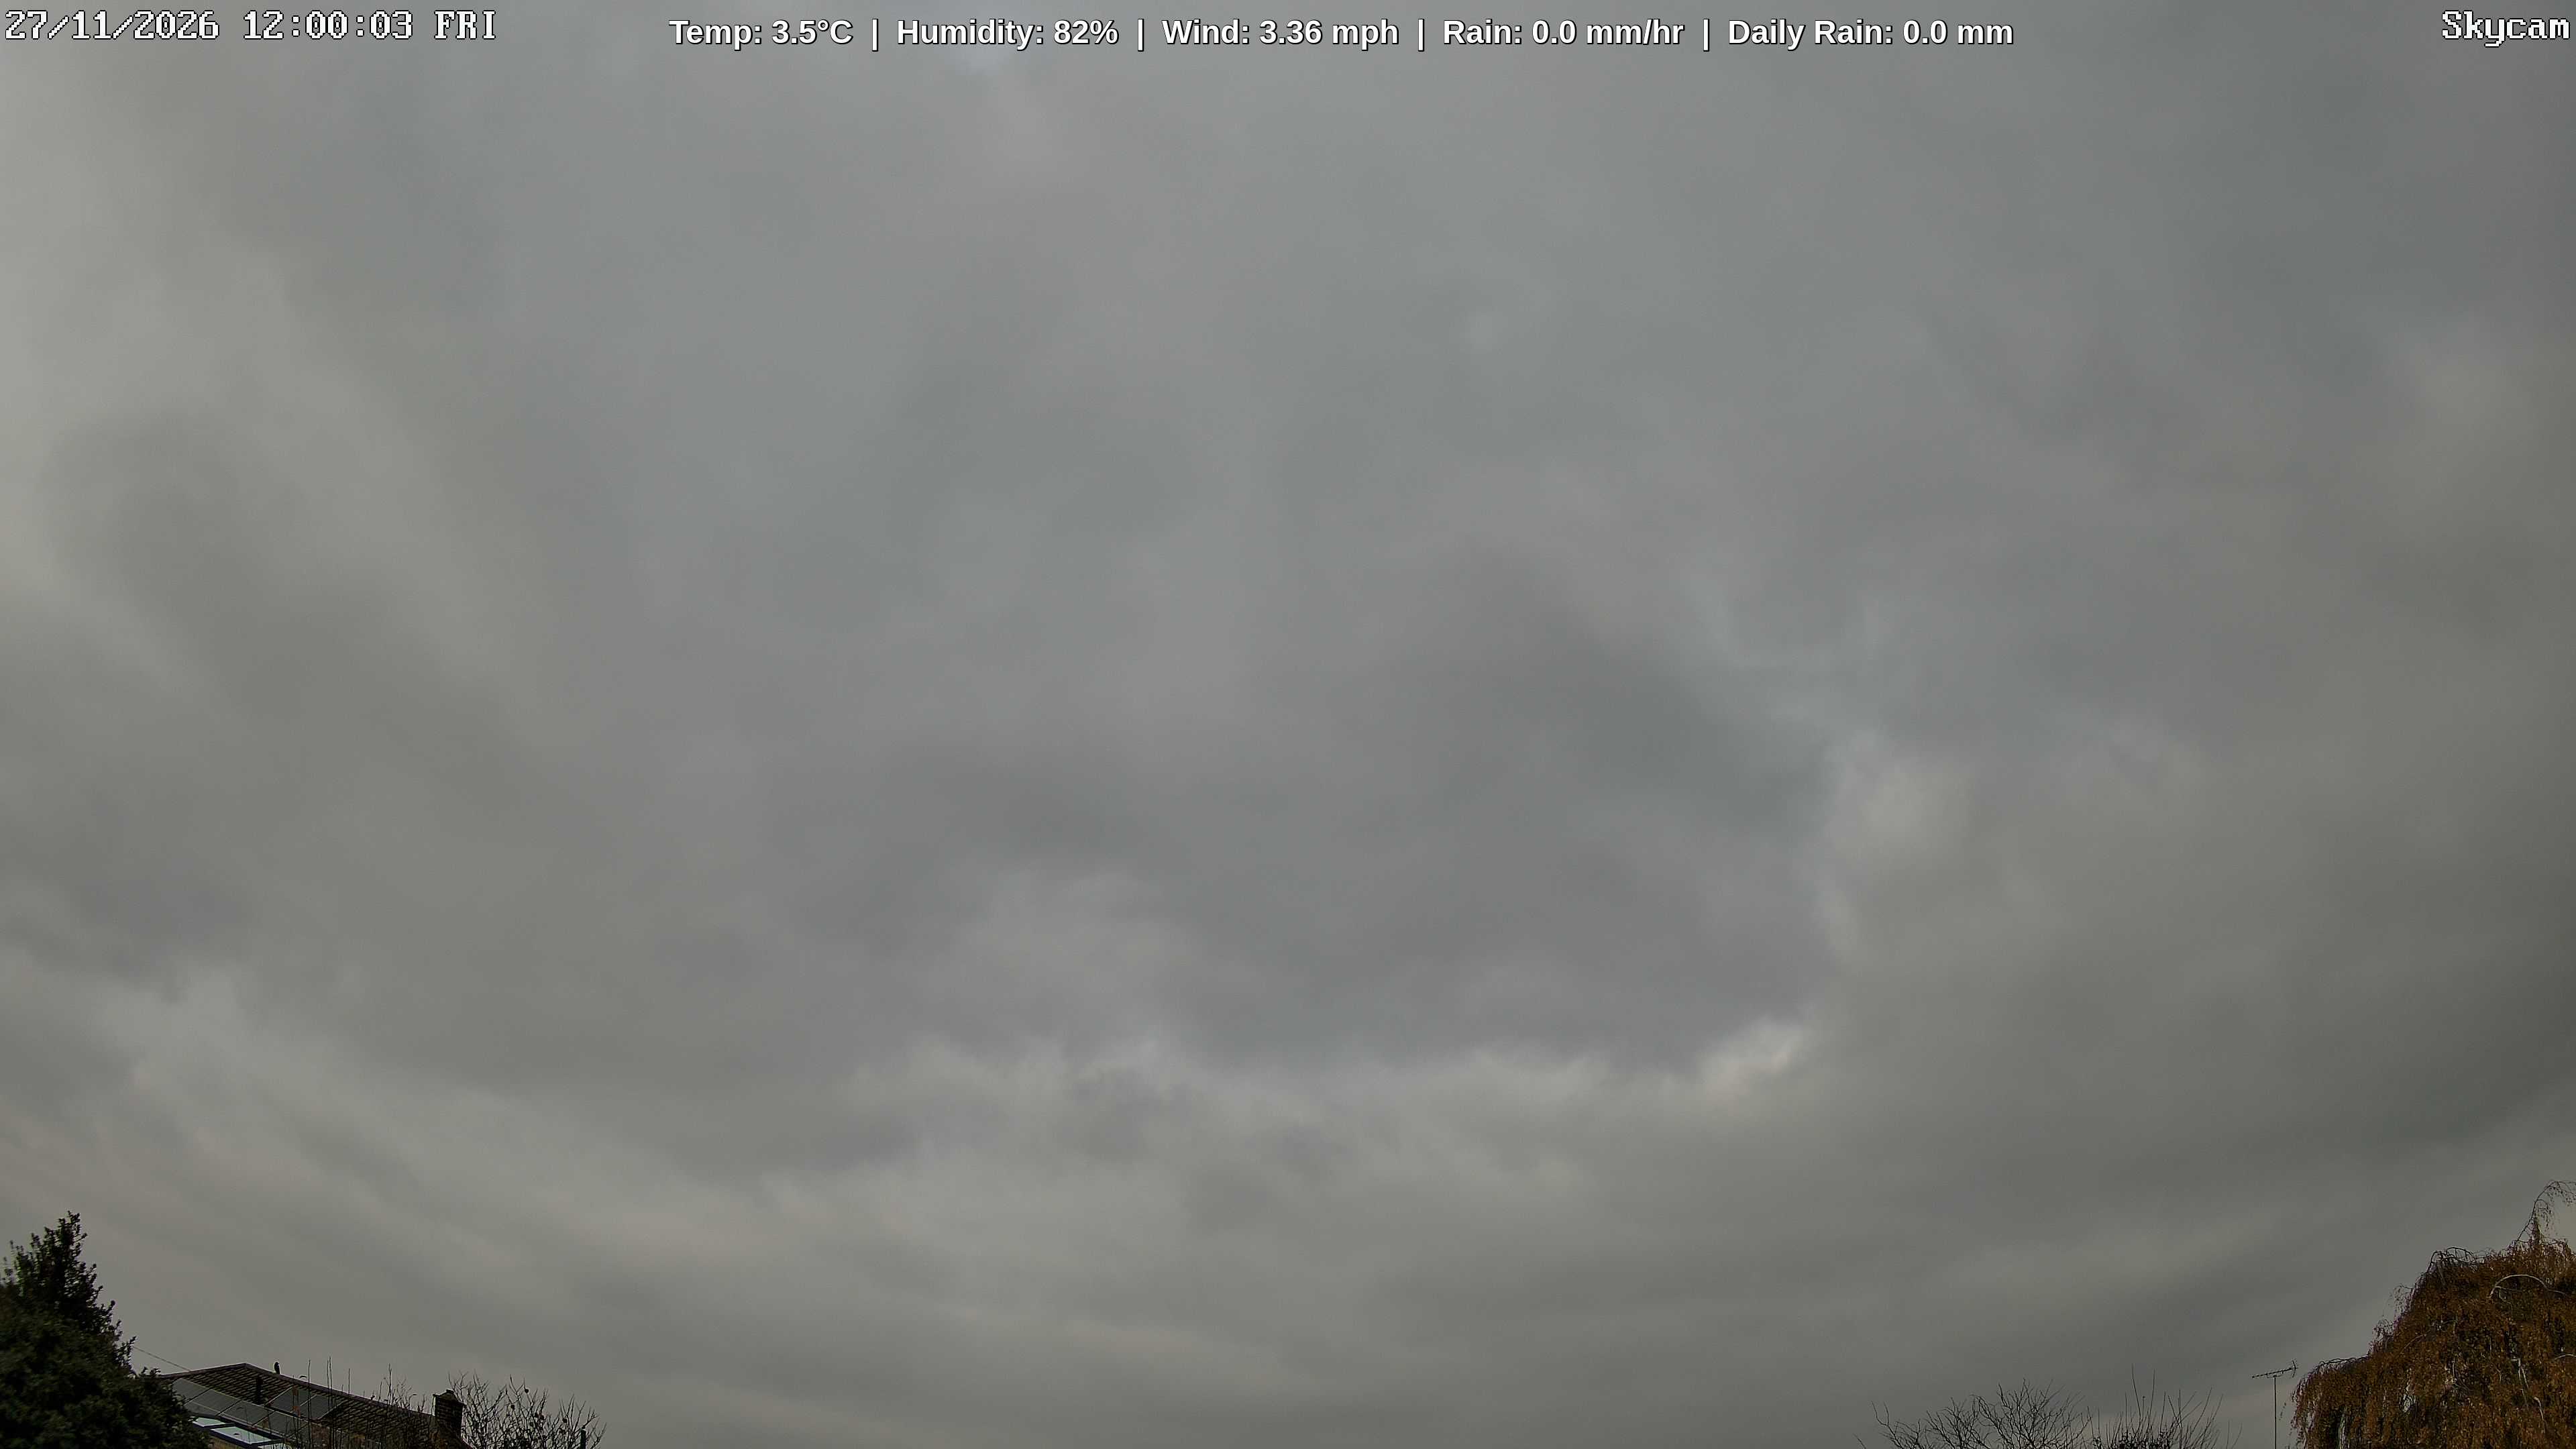 27/11/2026 12:00:03 FRI
Temp: 3.5°C | Humidity: 82% | Wind: 3.36 mph | Rain: 0.0 mm/hr | Daily Rain: 0.0 mm
Skycam